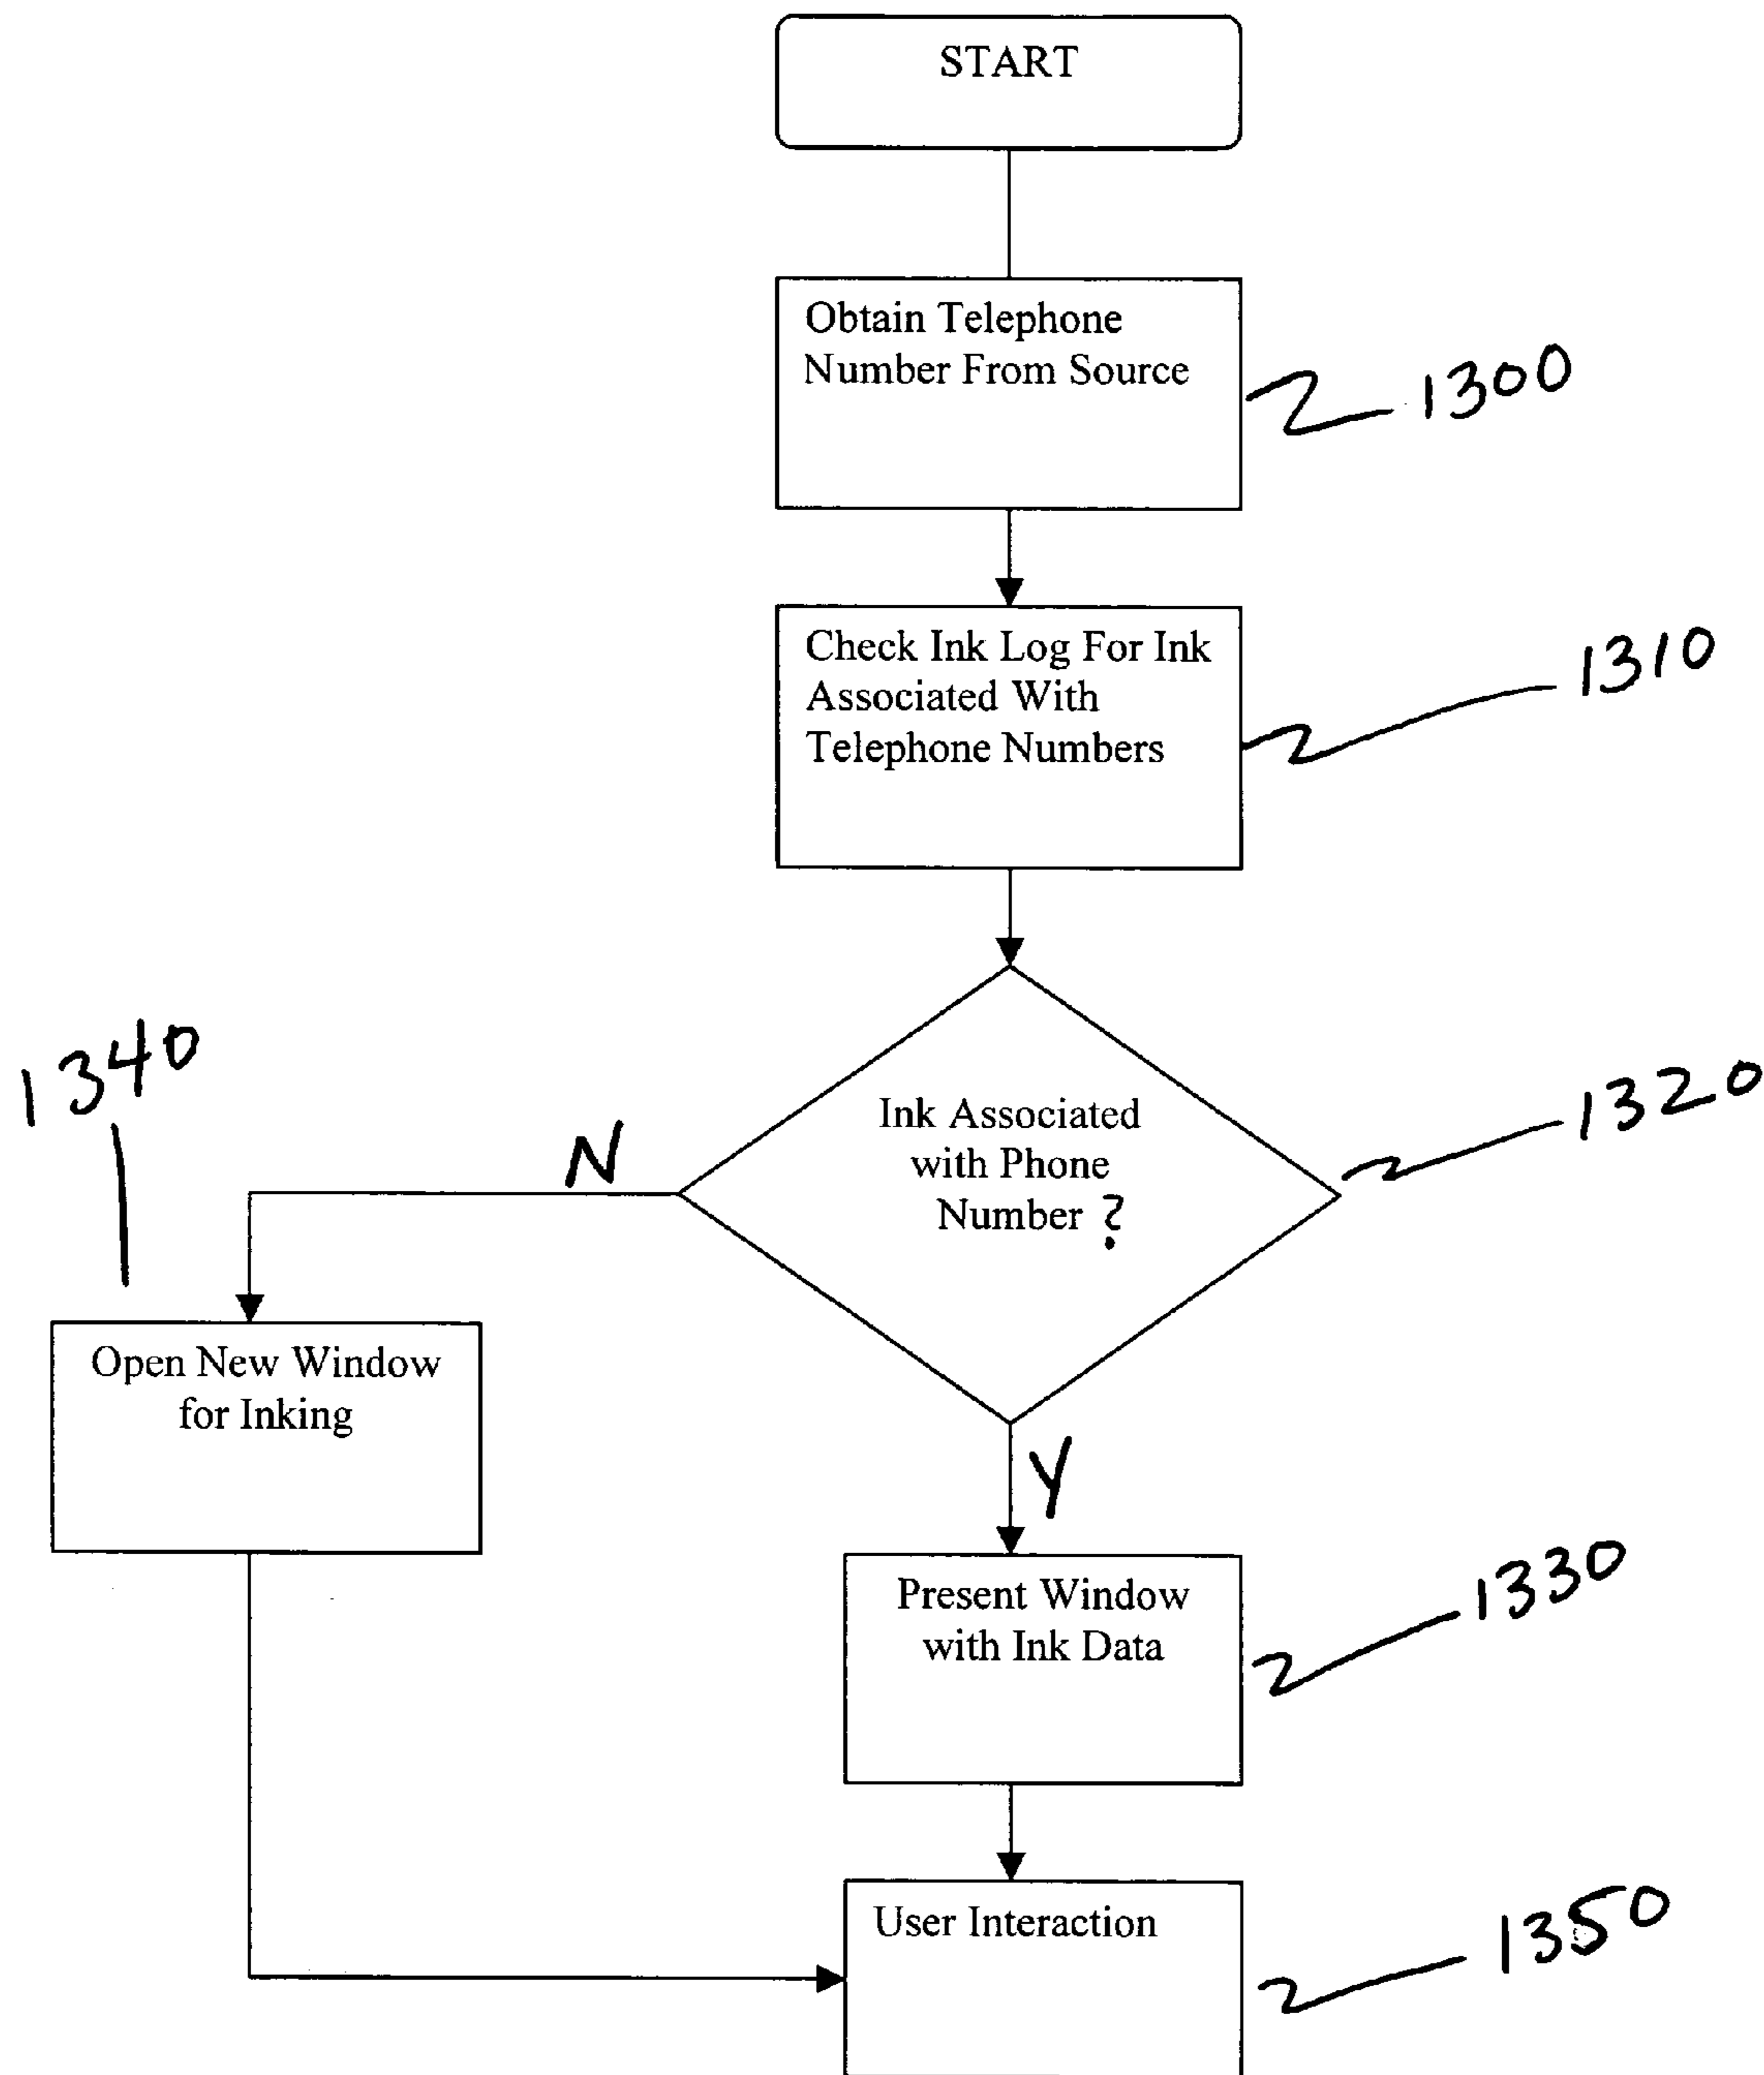 START
Obtain Telephone
Number From Source
1300
Check Ink Log For Ink
Associated With
Telephone Numbers
1310
1340
N
Ink Associated
with Phone
Number ?
1320
Open New Window
for Inking
Y
Present Window
with Ink Data
1330
User Interaction
1350